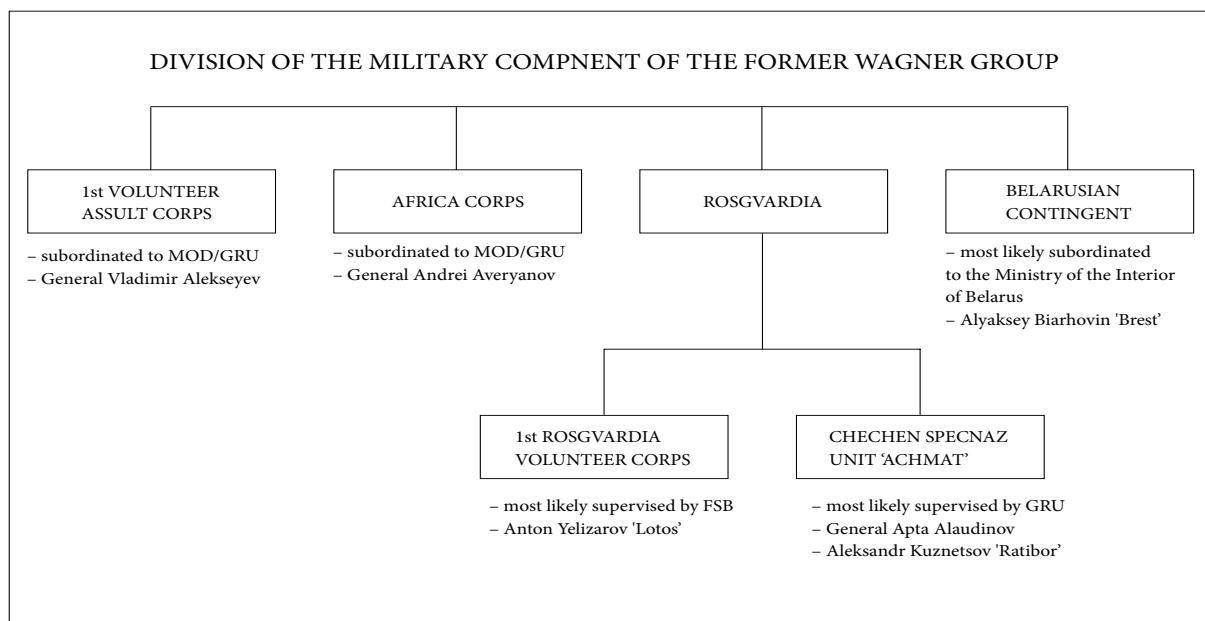 DIVISION OF THE MILITARY COMPNENT OF THE FORMER WAGNER GROUP
1st VOLUNTEER
ASSULT CORPS
– subordinated to MOD/GRU
– General Vladimir Alekseyev
AFRICA CORPS
– subordinated to MOD/GRU
– General Andrei Averyanov
ROSGVARDIA
BELARUSIAN
CONTINGENT
– most likely subordinated
to the Ministry of the Interior
of Belarus
– Alyaksey Biarhovin 'Brest’
1st ROSGVARDIA
VOLUNTEER CORPS
– most likely supervised by FSB
– Anton Yelizarov 'Lotos’
CHECHEN SPECNAZ
UNIT ‘ACHMAT’
– most likely supervised by GRU
– General Apta Alaudinov
– Aleksandr Kuznetsov 'Ratibor’